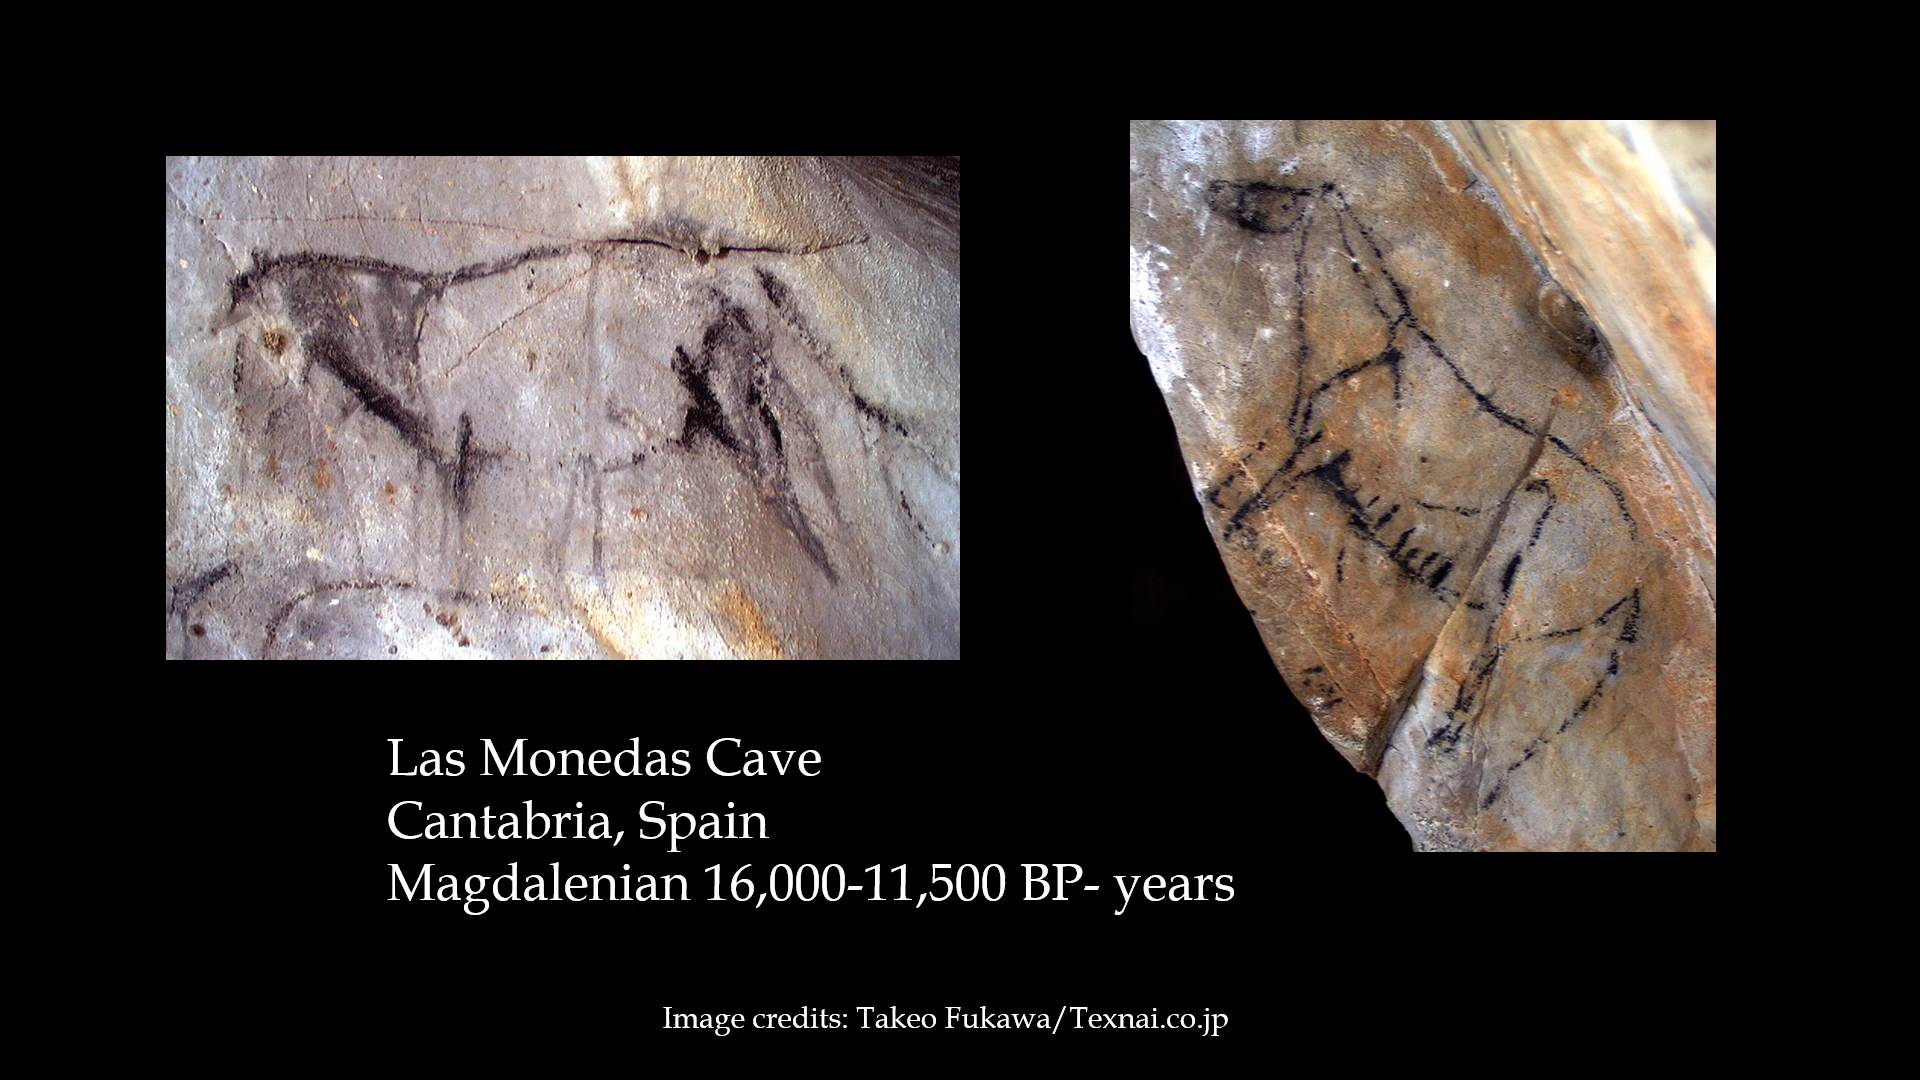 Las Monedas Cave
Cantabria, Spain
Magdalenian 16,000-11,500 BP- years
Image credits: Takeo Fukawa/Texnai.co.jp